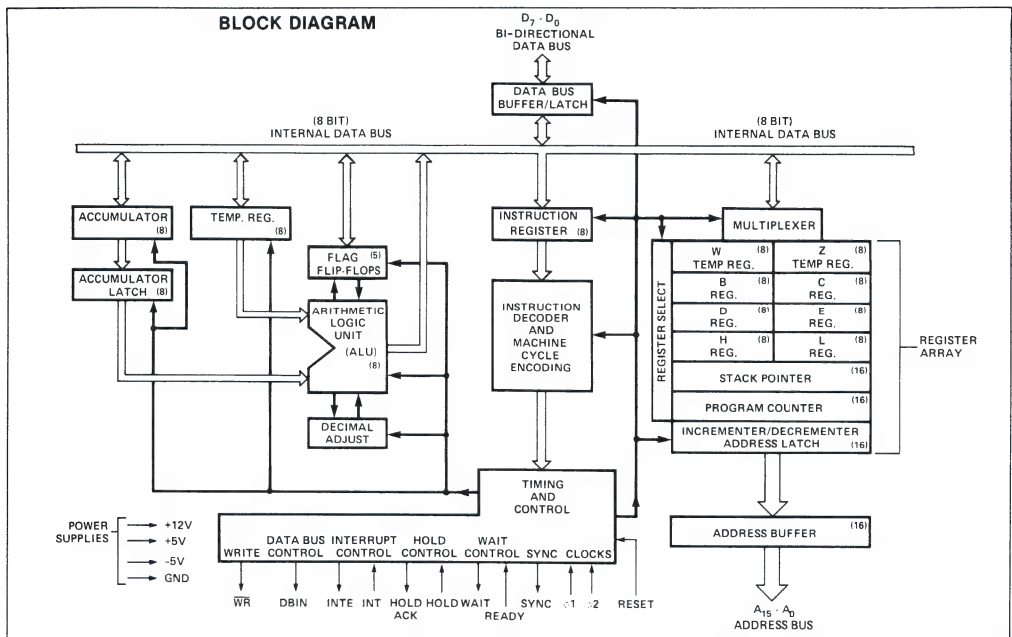 BLOCK DIAGRAM
D7 - D0
BI-DIRECTIONAL
DATA BUS
DATA BUS
BUFFER/LATCH
(8 BIT)
INTERNAL DATA BUS
(8 BIT)
INTERNAL DATA BUS
ACCUMULATOR
(8)
TEMP. REG.
(8)
INSTRUCTION
REGISTER (8)
MULTIPLEXER
FLAG (5)
FLIP-FLOPS
ACCUMULATOR
LATCH (8)
ARITHMETIC
LOGIC
UNIT
(ALU)
(8)
DECIMAL
ADJUST
INSTRUCTION
DECODER
AND
MACHINE
CYCLE
ENCODING
REGISTER SELECT
W (8)
TEMP REG.
Z (8)
TEMP REG.
B (8)
REG.
C (8)
REG.
D (8)
REG.
E (8)
REG.
H (8)
REG.
L (8)
REG.
STACK POINTER (16)
PROGRAM COUNTER (16)
INCREMENTER/DECREMENTER
ADDRESS LATCH (16)
REGISTER
ARRAY
TIMING
AND
CONTROL
ADDRESS BUFFER (16)
A15 - A0
ADDRESS BUS
POWER
SUPPLIES
+12V
+5V
-5V
GND
WRITE
DATA BUS
CONTROL
INTERRUPT
CONTROL
HOLD
CONTROL
WAIT
CONTROL
SYNC
CLOCKS
WR
DBIN
INTE
INT
HOLD
ACK
HOLD
WAIT
READY
SYNC
ϕ1
ϕ2
RESET